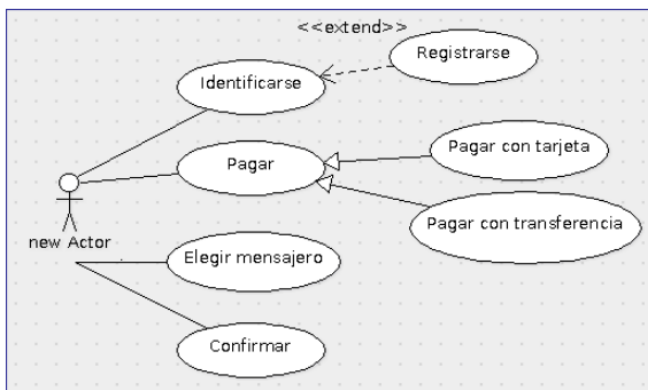 <<extend>>
Registrarse
Identificarse
Pagar con tarjeta
Pagar
Pagar con transferencia
new Actor
Elegir mensajero
Confirmar